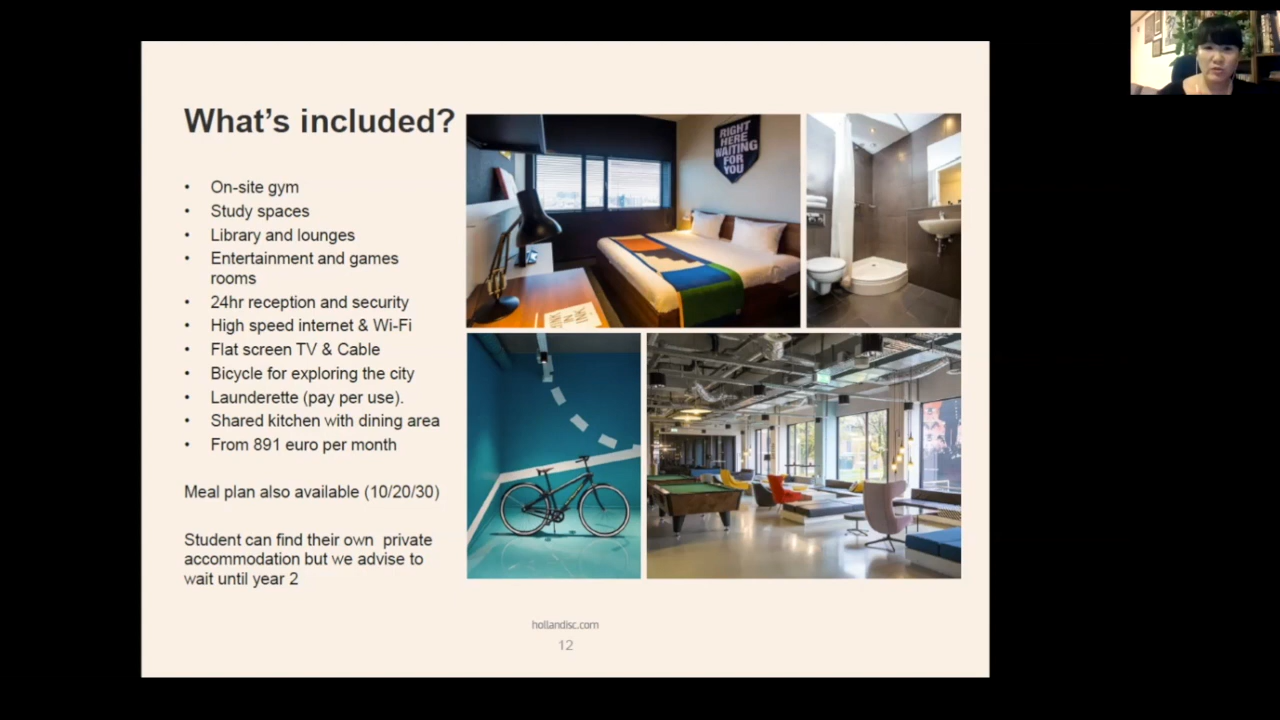 What's included?
• On-site gym
• Study spaces
• Library and lounges
• Entertainment and games
rooms
• 24hr reception and security
• High speed internet & Wi-Fi
• Flat screen TV & Cable
• Bicycle for exploring the city
• Launderette (pay per use).
• Shared kitchen with dining area
• From 891 euro per month
Meal plan also available (10/20/30)
Student can find their own  private
accommodation but we advise to
wait until year 2
RIGHT
HERE
WAITING
FOR
YOU
hollandisc.com
12